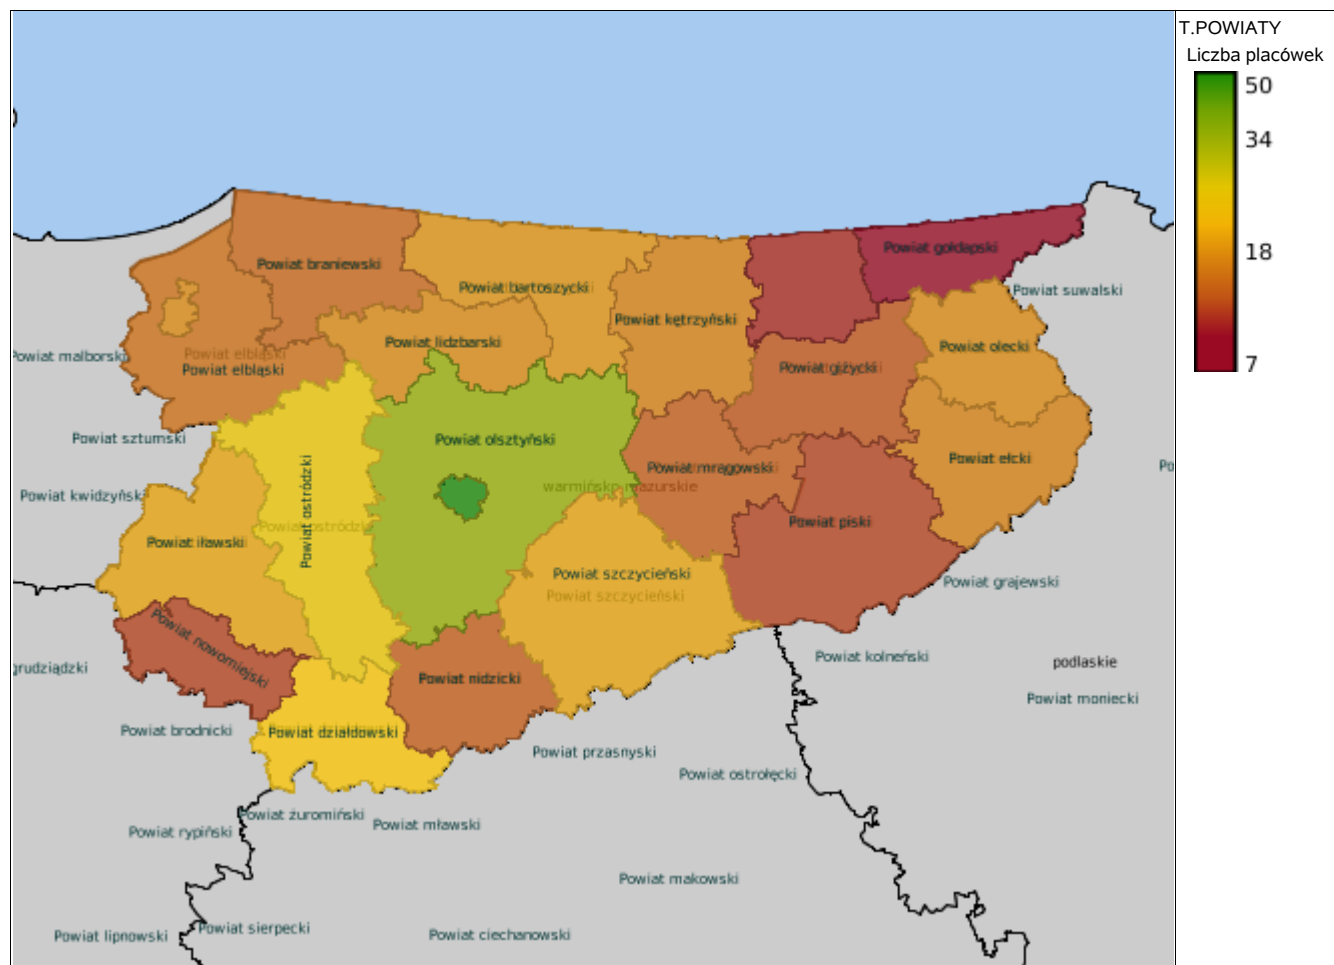 T.POWIATY
Liczba placówek
50
34
18
7
Powiat gołdapski
Powiat braniewski
Powiat bartoszycki
Powiat suwalski
Powiat kętrzyński
Powiat lidzbarski
Powiat olecki
Powiat malborski
Powiat elbląski
Powiat elbląski
Powiat giżycki
Powiat sztumski
Powiat olsztyński
Powiat ełcki
Powiat mrągowski
warmińsko-mazurskie
Powiat kwidzyński
Powiat ostródzki
Powiat ostródzki
Powiat piski
Powiat iławski
Powiat szczycieński
Powiat szczycieński
Powiat grajewski
Powiat nowomiejski
grudziądzki
Powiat kolneński
podlaskie
Powiat nidzicki
Powiat moniecki
Powiat brodnicki
Powiat działdowski
Powiat przasnyski
Powiat ostrołęcki
Powiat żuromiński
Powiat mławski
Powiat rypiński
Powiat makowski
Powiat sierpecki
Powiat lipnowski
Powiat ciechanowski